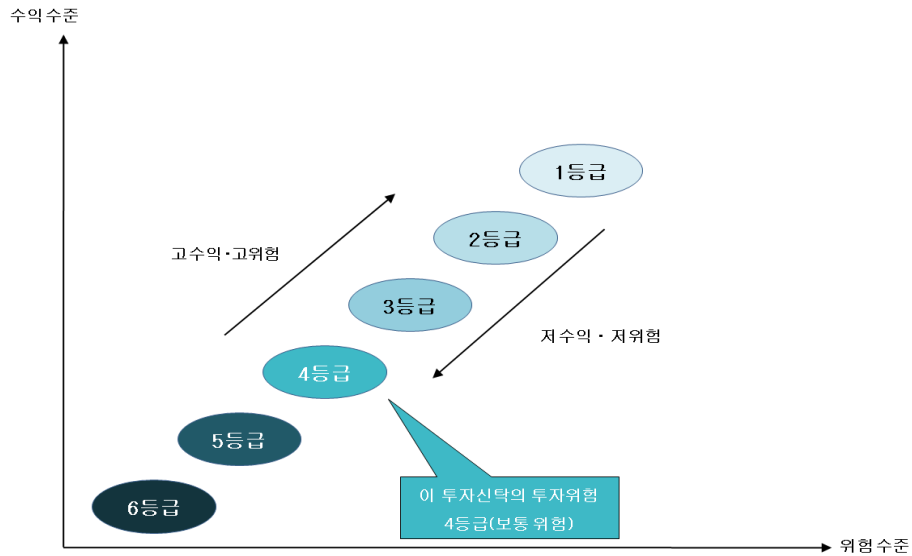 수익수준
1등급
2등급
고수익·고위험
3등급
저수익 · 저위험
4등급
5등급
이 투자신탁의 투자위험
4등급(보통 위험)
6등급
위험수준